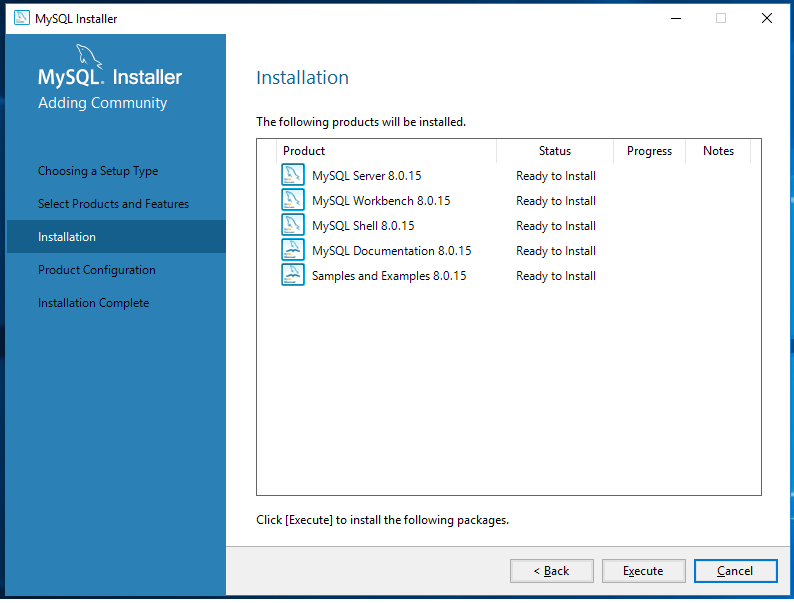 MySQL Installer
MySQL. Installer
Adding Community
Choosing a Setup Type
Select Products and Features
Installation
Product Configuration
Installation Complete
Installation
The following products will be installed.
Product Status Progress Notes
MySQL Server 8.0.15 Ready to Install
MySQL Workbench 8.0.15 Ready to Install
MySQL Shell 8.0.15 Ready to Install
MySQL Documentation 8.0.15 Ready to Install
Samples and Examples 8.0.15 Ready to Install
Click [Execute] to install the following packages.
< Back Execute Cancel